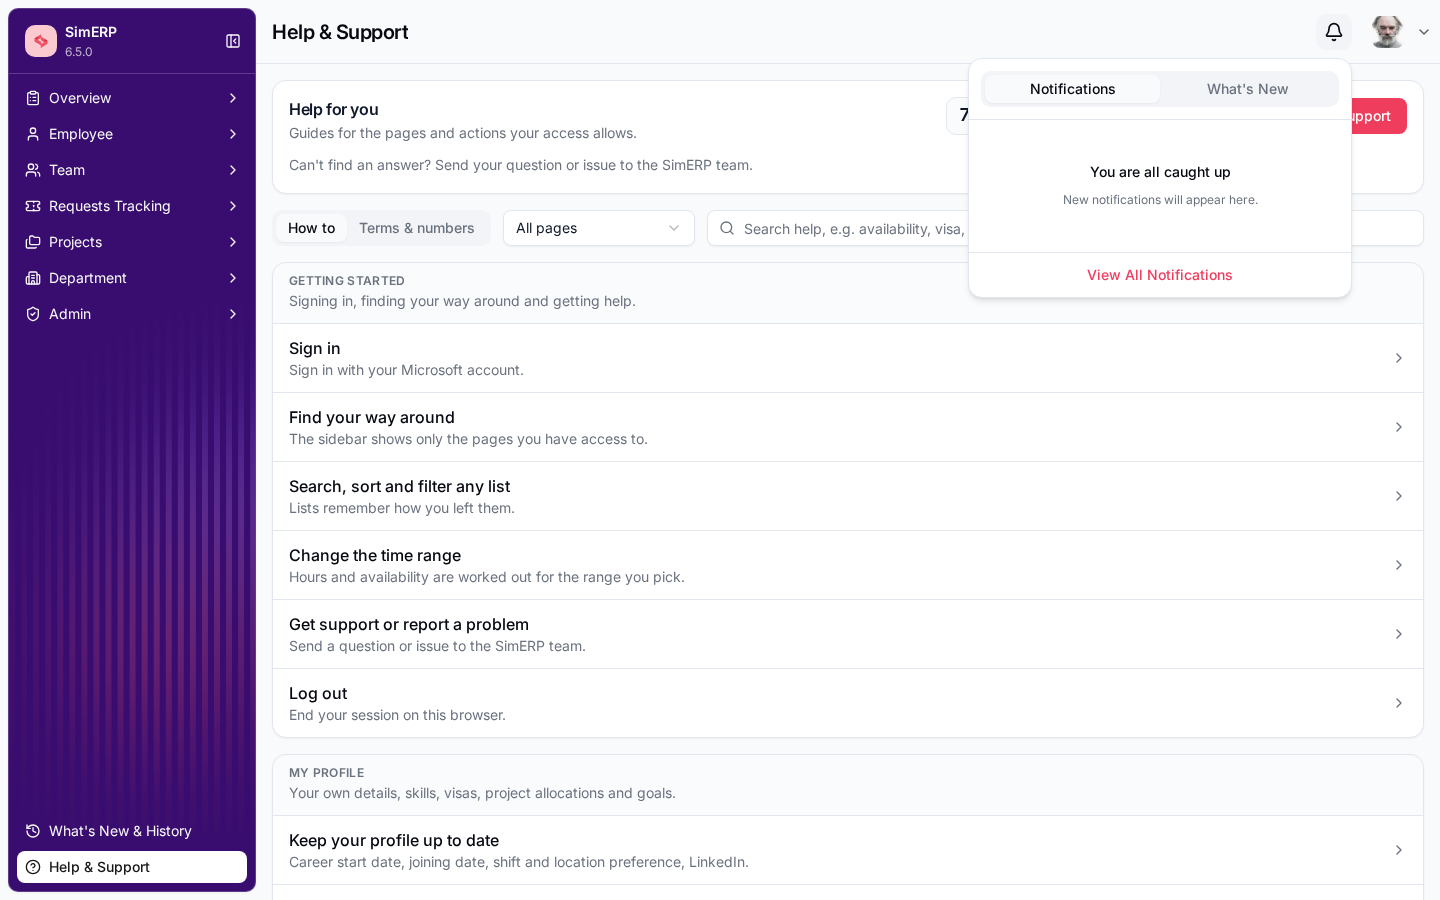 SimERP
6.5.0
Overview
Employee
Team
Requests Tracking
Projects
Department
Admin
What's New & History
Help & Support
Help & Support
Help for you
Guides for the pages and actions your access allows.
Can't find an answer? Send your question or issue to the SimERP team.
7
Notifications
What's New
You are all caught up
New notifications will appear here.
View All Notifications
How to
Terms & numbers
All pages
Search help, e.g. availability, visa,
GETTING STARTED
Signing in, finding your way around and getting help.
Sign in
Sign in with your Microsoft account.
Find your way around
The sidebar shows only the pages you have access to.
Search, sort and filter any list
Lists remember how you left them.
Change the time range
Hours and availability are worked out for the range you pick.
Get support or report a problem
Send a question or issue to the SimERP team.
Log out
End your session on this browser.
MY PROFILE
Your own details, skills, visas, project allocations and goals.
Keep your profile up to date
Career start date, joining date, shift and location preference, LinkedIn.